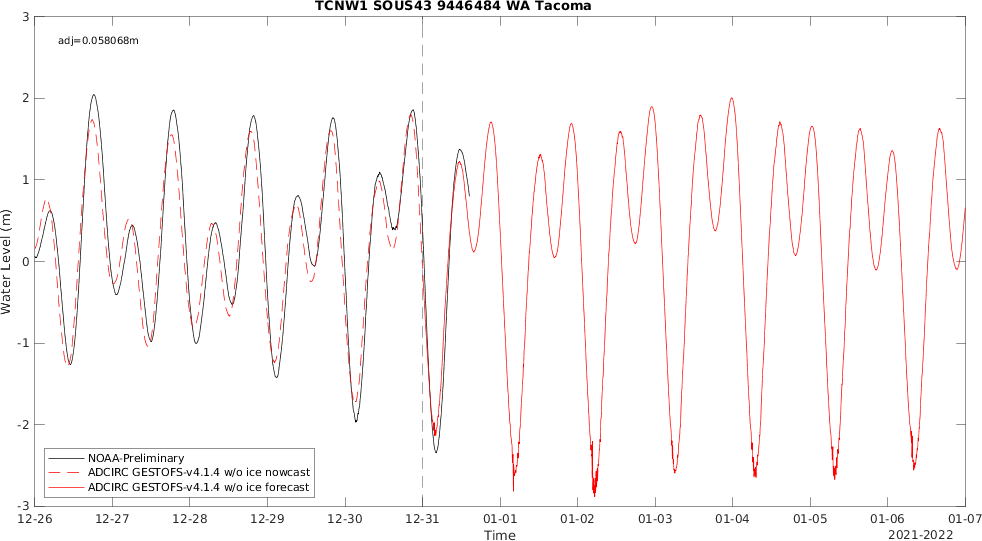 TCNW1 SOUS43 9446484 WA Tacoma
adj=0.058068m
3
2
1
0
-1
-2
-3
Water Level (m)
NOAA-Preliminary
ADCIRC GESTOFS-v4.1.4 w/o ice nowcast
ADCIRC GESTOFS-v4.1.4 w/o ice forecast
12-26 12-27 12-28 12-29 12-30 12-31 01-01 01-02 01-03 01-04 01-05 01-06 01-07
Time
2021-2022